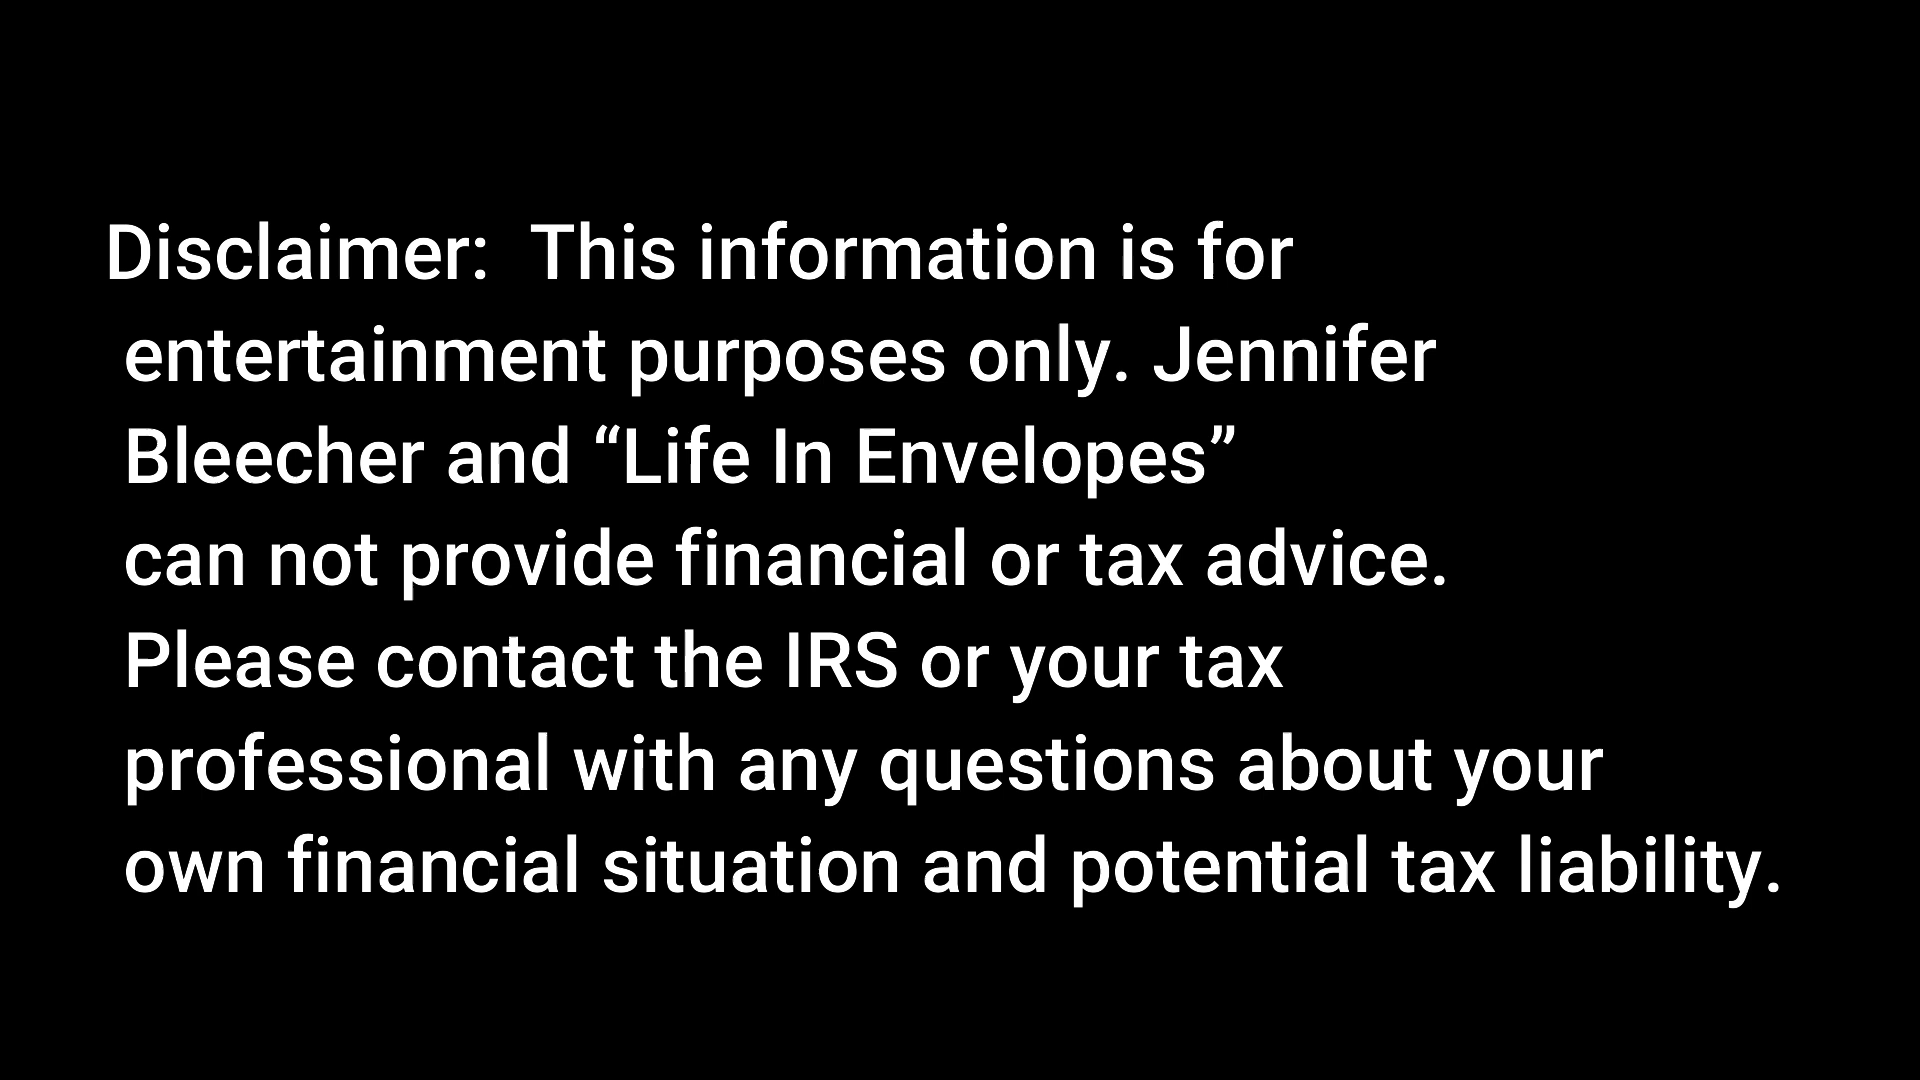 Disclaimer:  This information is for
entertainment purposes only. Jennifer
Bleecher and “Life In Envelopes”
can not provide financial or tax advice.
Please contact the IRS or your tax
professional with any questions about your
own financial situation and potential tax liability.